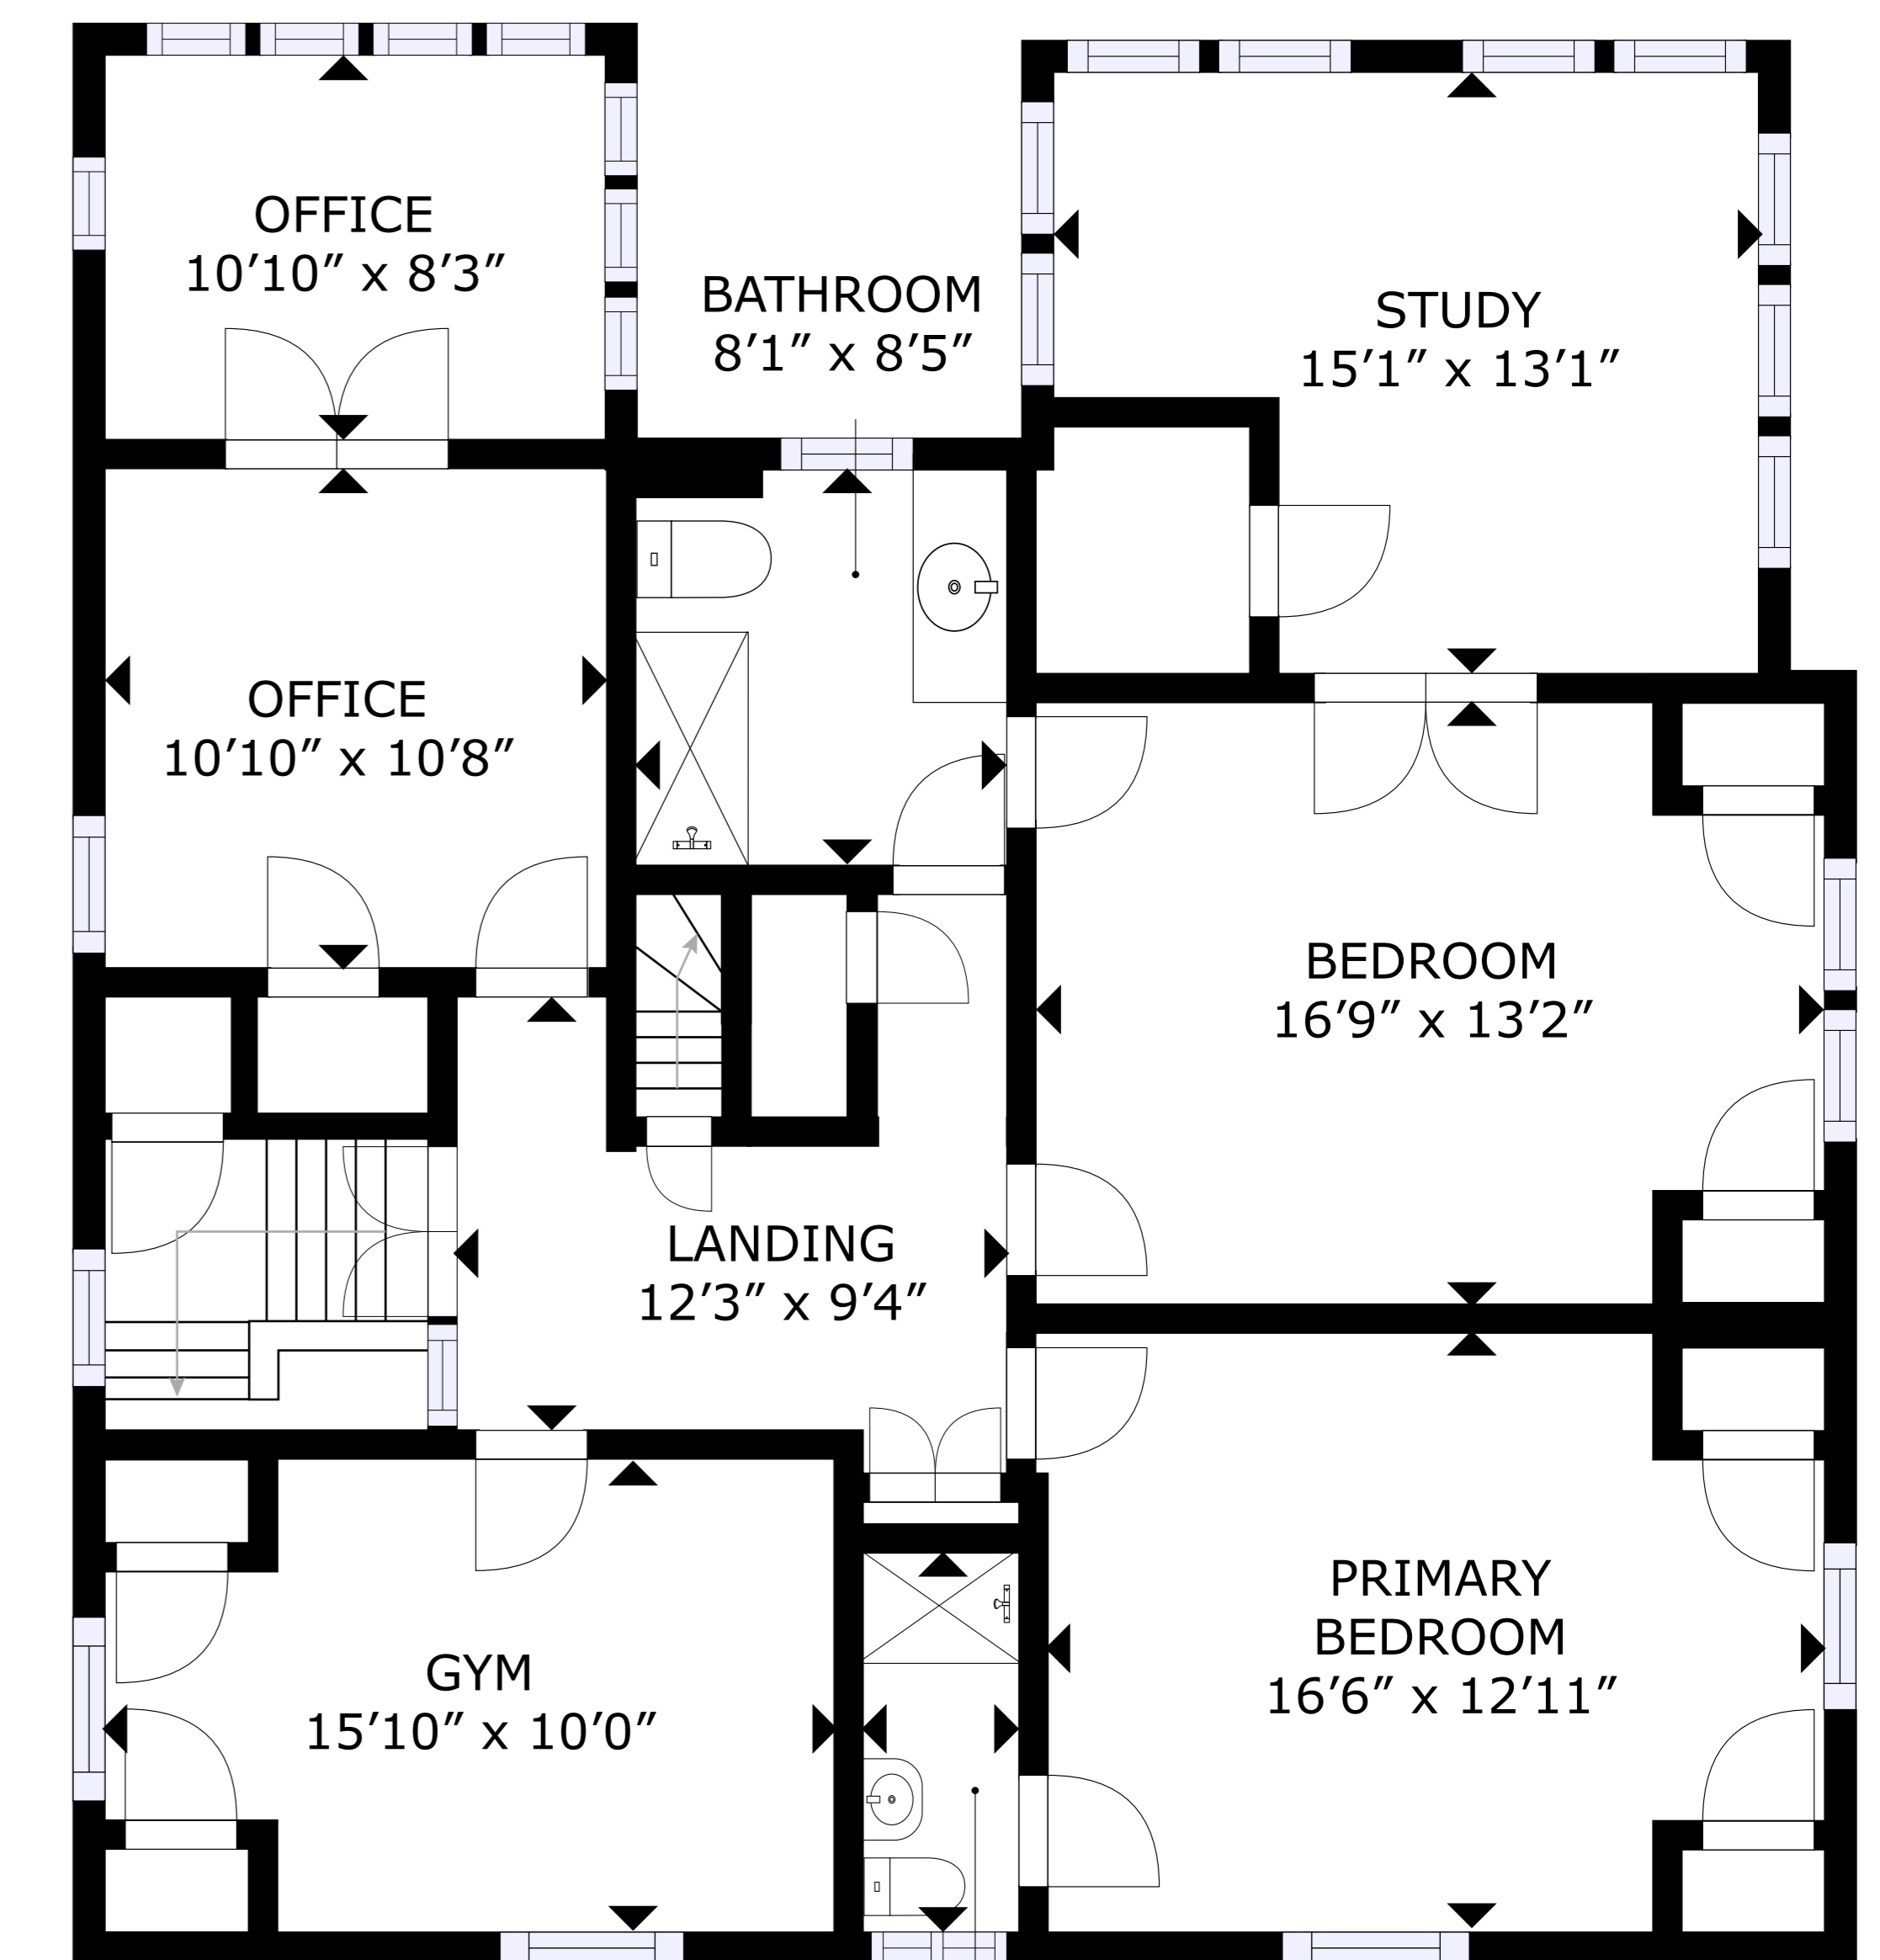 OFFICE
10′10″ x 8′3″
BATHROOM
8′1″ x 8′5″
STUDY
15′1″ x 13′1″
OFFICE
10′10″ x 10′8″
BEDROOM
16′9″ x 13′2″
LANDING
12′3″ x 9′4″
PRIMARY
BEDROOM
16′6″ x 12′11″
GYM
15′10″ x 10′0″